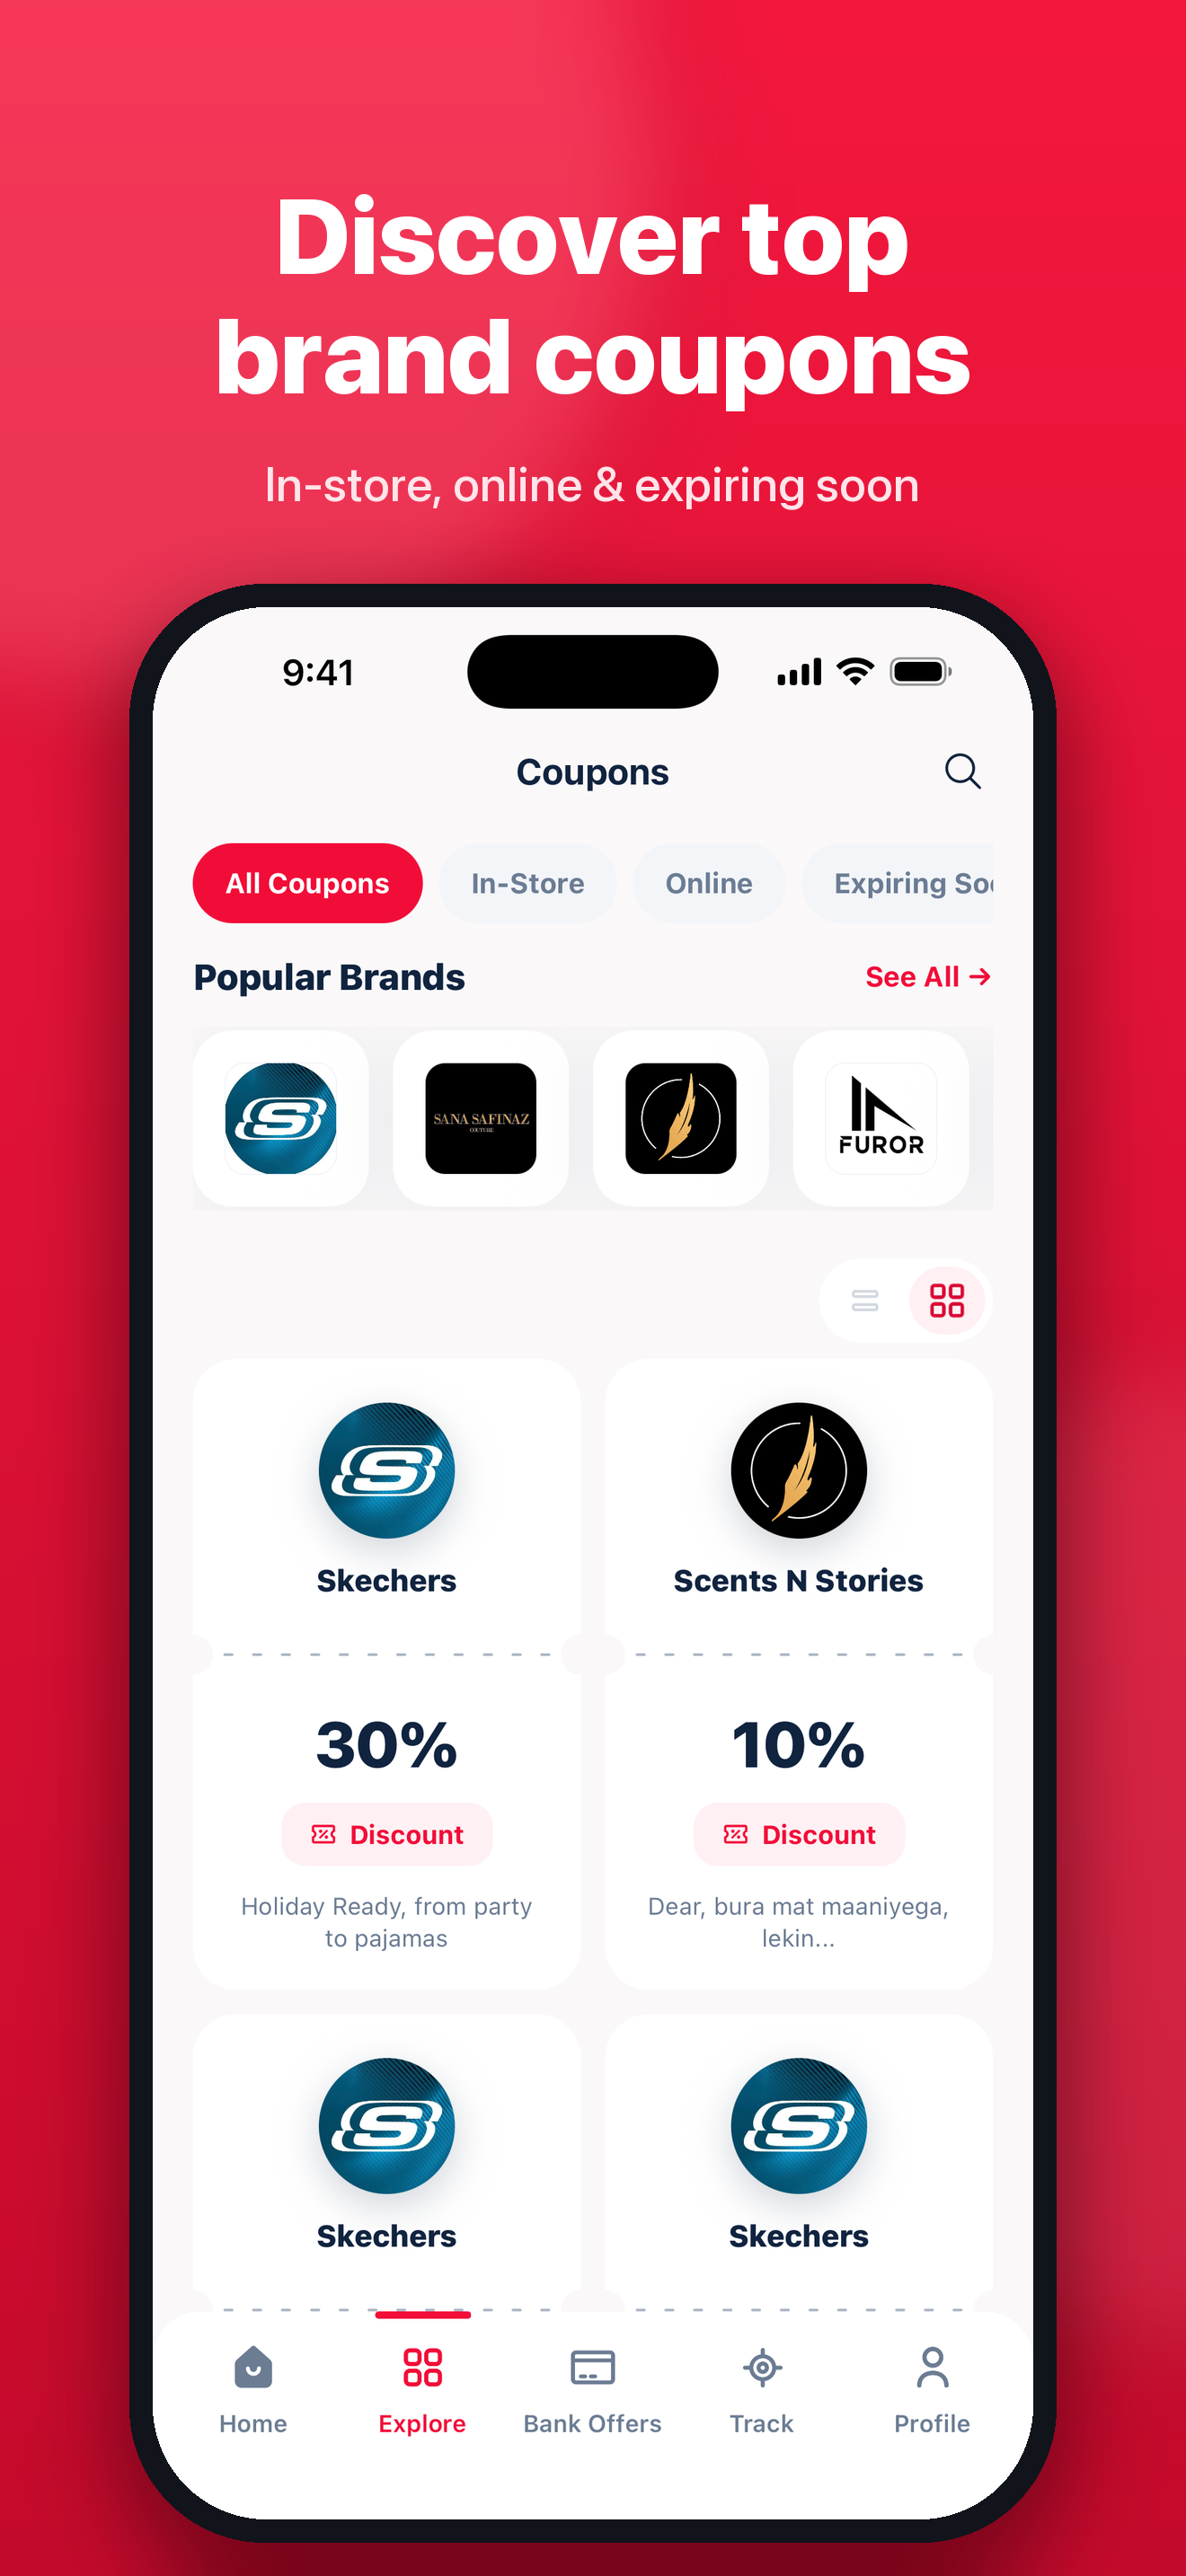 Discover top
brand coupons
In-store, online & expiring soon
9:41
Coupons
All Coupons In-Store Online Expiring Soo
Popular Brands See All →
SANA SAFINAZ
COUTURE
FUROR
Skechers Scents N Stories
30% 10%
Discount Discount
Holiday Ready, from party
to pajamas
Dear, bura mat maaniyega,
lekin...
Skechers Skechers
Home Explore Bank Offers Track Profile